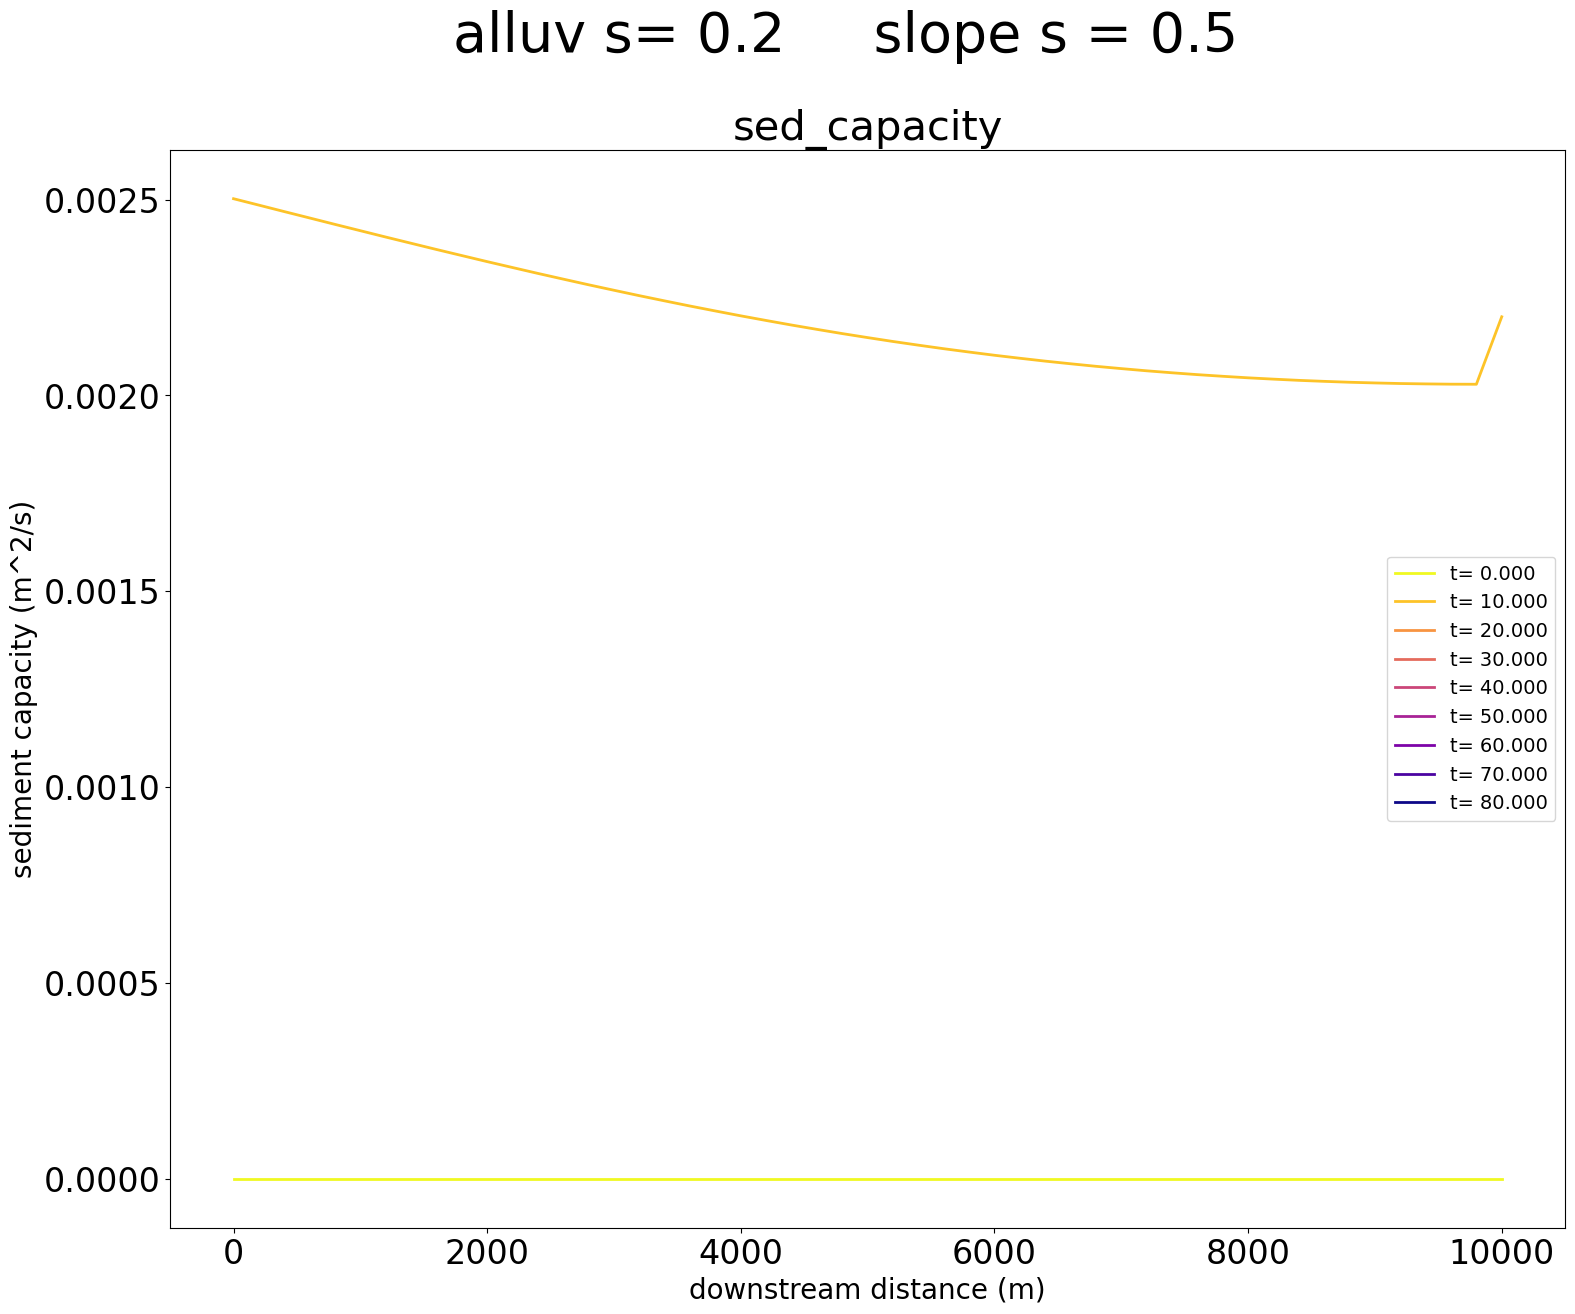 alluv s= 0.2     slope s = 0.5
sed_capacity
sediment capacity (m^2/s)
0.0025
0.0020
0.0015
0.0010
0.0005
0.0000
t= 0.000
t= 10.000
t= 20.000
t= 30.000
t= 40.000
t= 50.000
t= 60.000
t= 70.000
t= 80.000
0 2000 4000 6000 8000 10000
downstream distance (m)